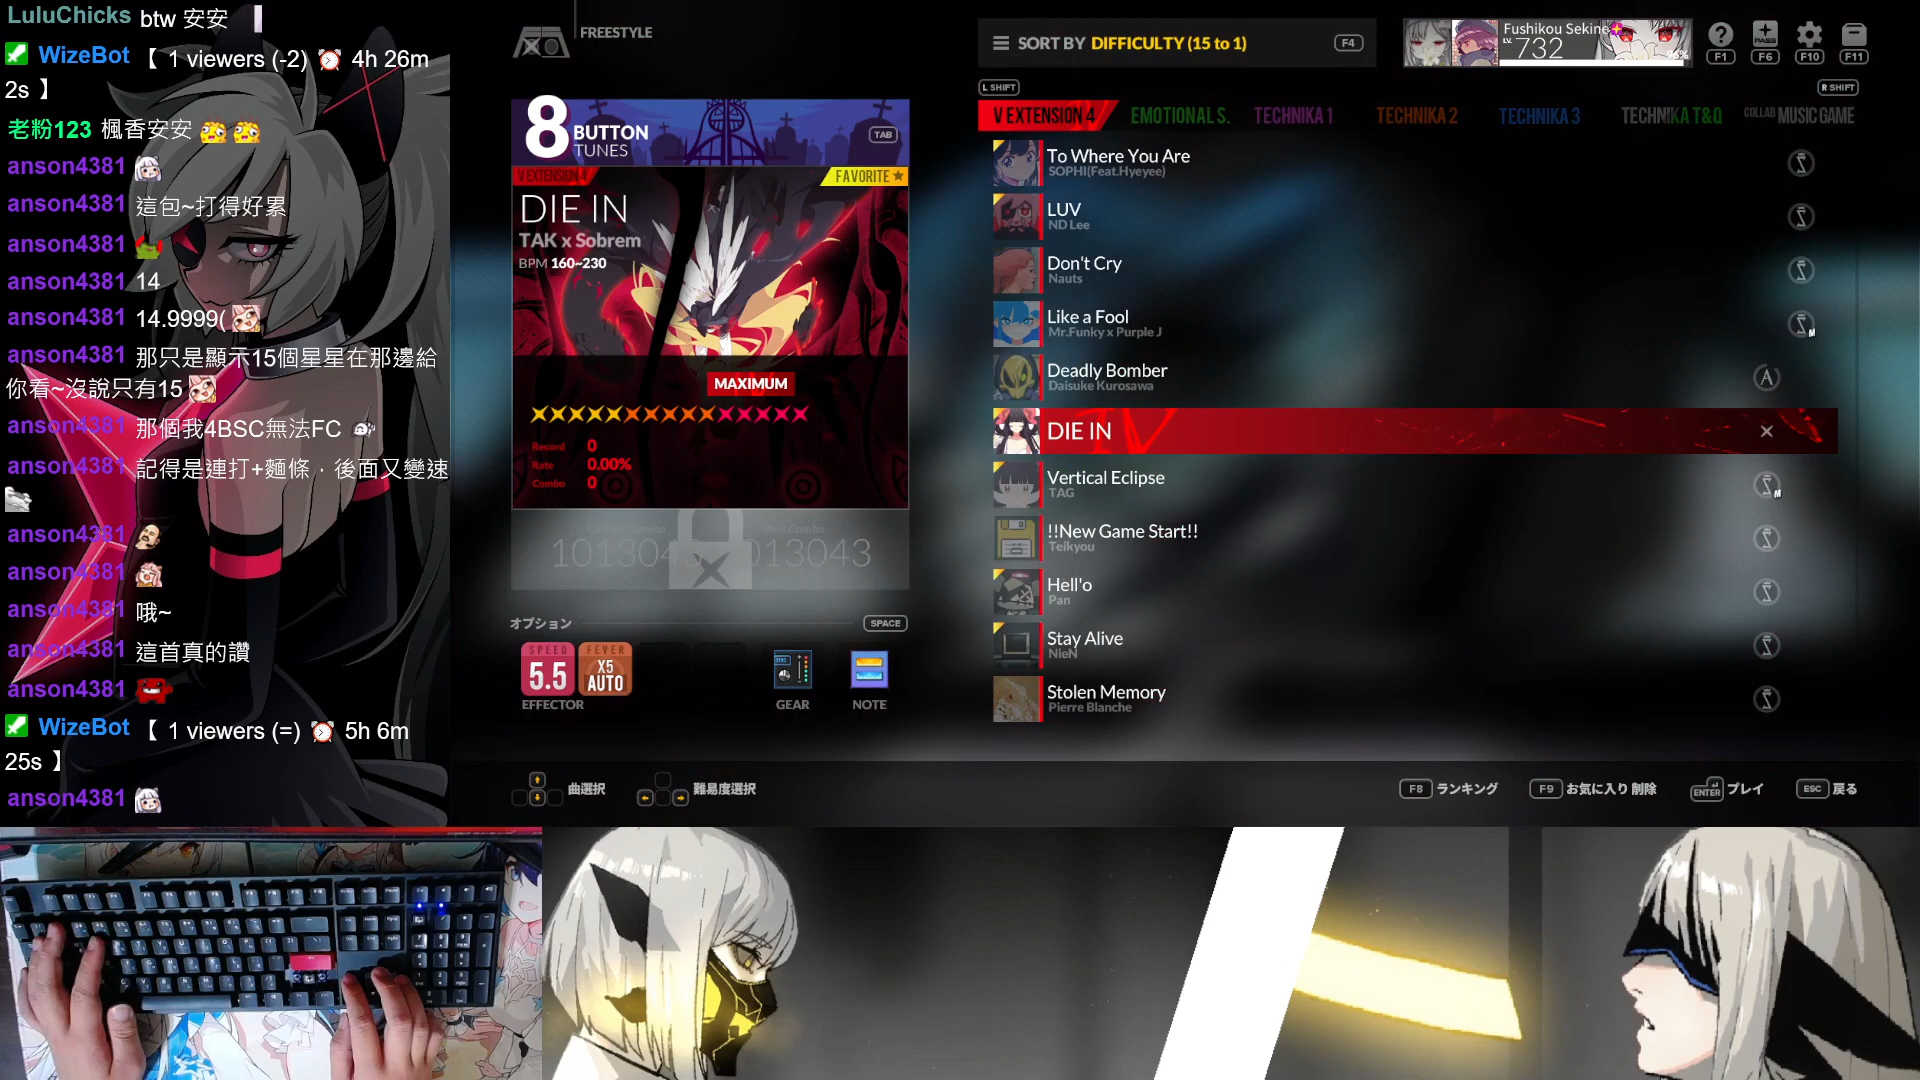 LuluChicks btw 安安
WizeBot 【 1 viewers (-2) ⏰ 4h 26m
2s 】
老粉123 楓香安安
anson4381
anson4381 這包~打得好累
anson4381
anson4381 14
anson4381 14.9999(
anson4381 那只是顯示15個星星在那邊給
你看~沒說只有15
anson4381 那個我4BSC無法FC
anson4381 記得是連打+麵條，後面又變速
anson4381
anson4381
anson4381 哦~
anson4381 這首真的讚
anson4381
WizeBot 【 1 viewers (=) ⏰ 5h 6m
25s 】
anson4381
FREESTYLE
8 BUTTON
TUNES
TAB
V EXTENSION 4
FAVORITE ★
DIE IN
TAK x Sobrem
BPM 160~230
MAXIMUM
Record 0
Rate 0.00%
Combo 0
オプション
SPACE
SPEED
5.5
FEVER
X5
AUTO
EFFECTOR
GEAR
NOTE
曲選択
難易度選択
SORT BY DIFFICULTY (15 to 1)
F4
Fushikou Sekine
LV. 732
96%
F1
F6
F10
F11
PASS
L SHIFT
R SHIFT
V EXTENSION 4
EMOTIONAL S.
TECHNIKA 1
TECHNIKA 2
TECHNIKA 3
TECHNIKA T&Q
COLLAB MUSIC GAME
To Where You Are
SOPHI(Feat.Hyeyee)
LUV
ND Lee
Don't Cry
Nauts
Like a Fool
Mr.Funky x Purple J
M
Deadly Bomber
Daisuke Kurosawa
A
DIE IN
Vertical Eclipse
TAG
M
!!New Game Start!!
Teikyou
Hell'o
Pan
Stay Alive
NieN
Stolen Memory
Pierre Blanche
F8 ランキング
F9 お気に入り 削除
ENTER プレイ
ESC 戻る